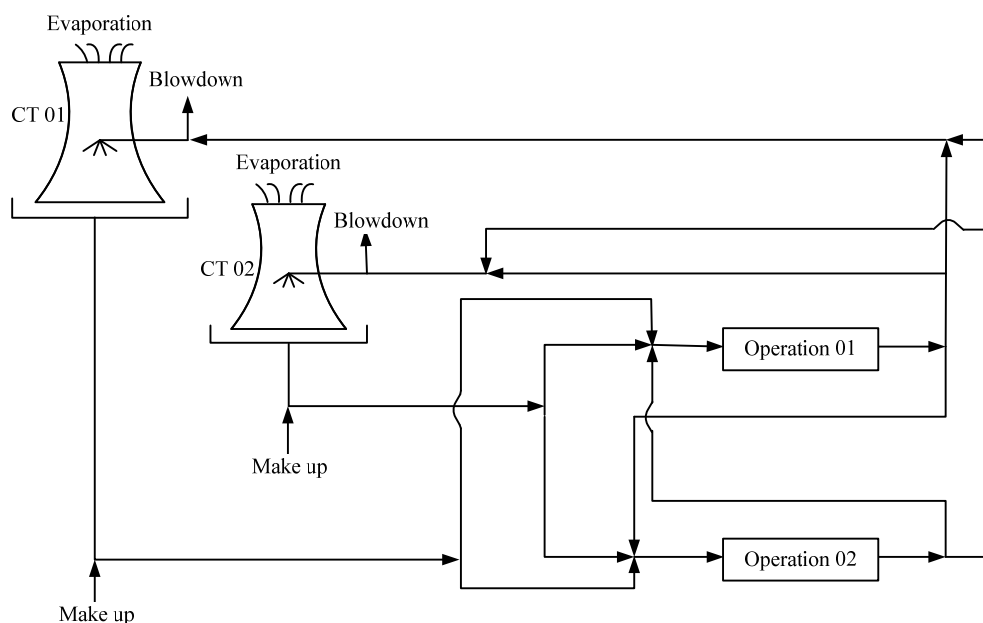 Evaporation
Blowdown
CT 01
Evaporation
Blowdown
CT 02
Operation 01
Make up
Operation 02
Make up